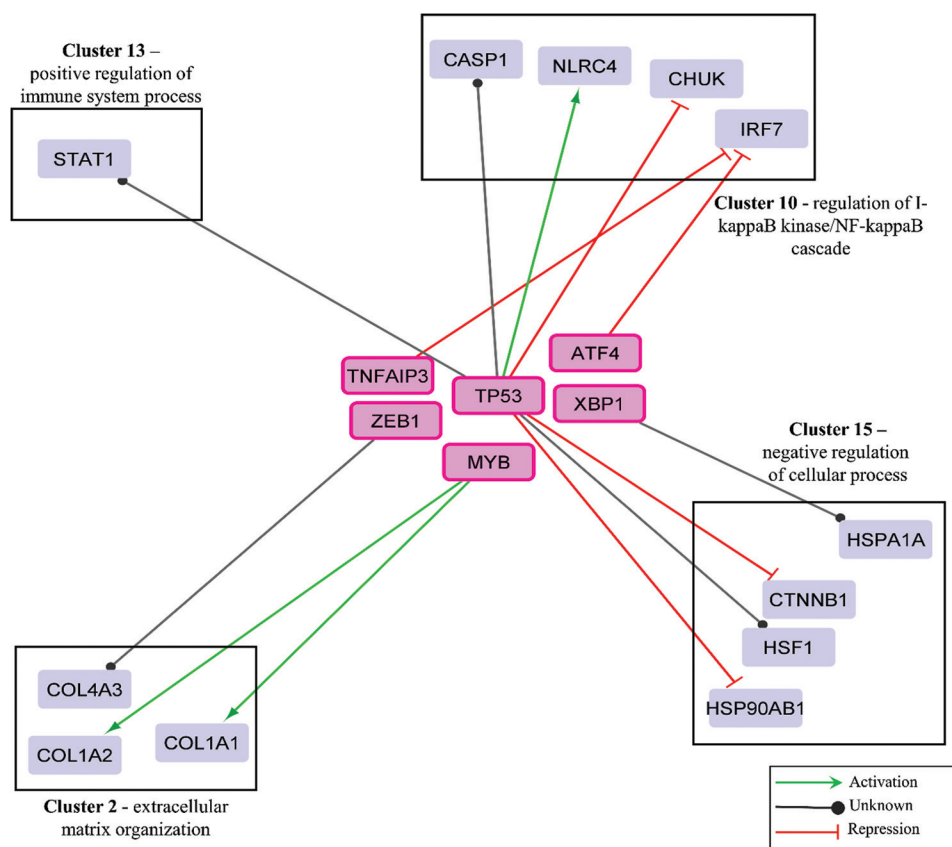 Cluster 13 –
positive regulation of
immune system process
STAT1
CASP1
NLRC4
CHUK
IRF7
Cluster 10 - regulation of I-
kappaB kinase/NF-kappaB
cascade
TNFAIP3
ATF4
TP53
XBP1
ZEB1
MYB
Cluster 15 –
negative regulation
of cellular process
HSPA1A
CTNNB1
HSF1
HSP90AB1
COL4A3
COL1A2
COL1A1
Cluster 2 - extracellular
matrix organization
Activation
Unknown
Repression